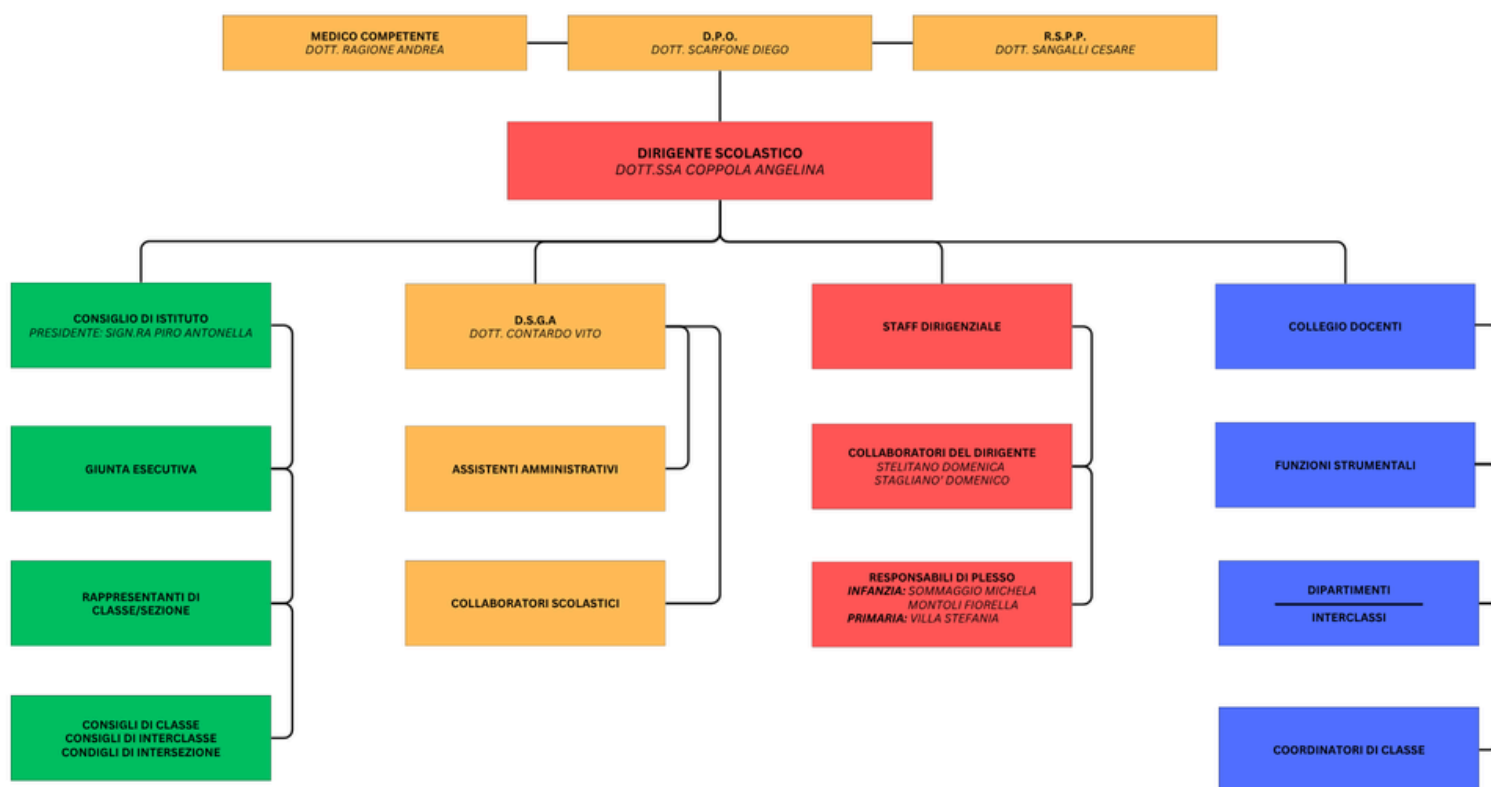 MEDICO COMPETENTE
DOTT. RAGIONE ANDREA
D.P.O.
DOTT. SCARFONE DIEGO
R.S.P.P.
DOTT. SANGALLI CESARE
DIRIGENTE SCOLASTICO
DOTT.SSA COPPOLA ANGELINA
CONSIGLIO DI ISTITUTO
PRESIDENTE: SIGN.RA PIRO ANTONELLA
GIUNTA ESECUTIVA
RAPPRESENTANTI DI
CLASSE/SEZIONE
CONSIGLI DI CLASSE
CONSIGLI DI INTERCLASSE
CONDIGLI DI INTERSEZIONE
D.S.G.A
DOTT. CONTARDO VITO
ASSISTENTI AMMINISTRATIVI
COLLABORATORI SCOLASTICI
STAFF DIRIGENZIALE
COLLABORATORI DEL DIRIGENTE
STELITANO DOMENICA
STAGLIANO' DOMENICO
RESPONSABILI DI PLESSO
INFANZIA: SOMMAGGIO MICHELA
MONTOLI FIORELLA
PRIMARIA: VILLA STEFANIA
COLLEGIO DOCENTI
FUNZIONI STRUMENTALI
DIPARTIMENTI
INTERCLASSI
COORDINATORI DI CLASSE